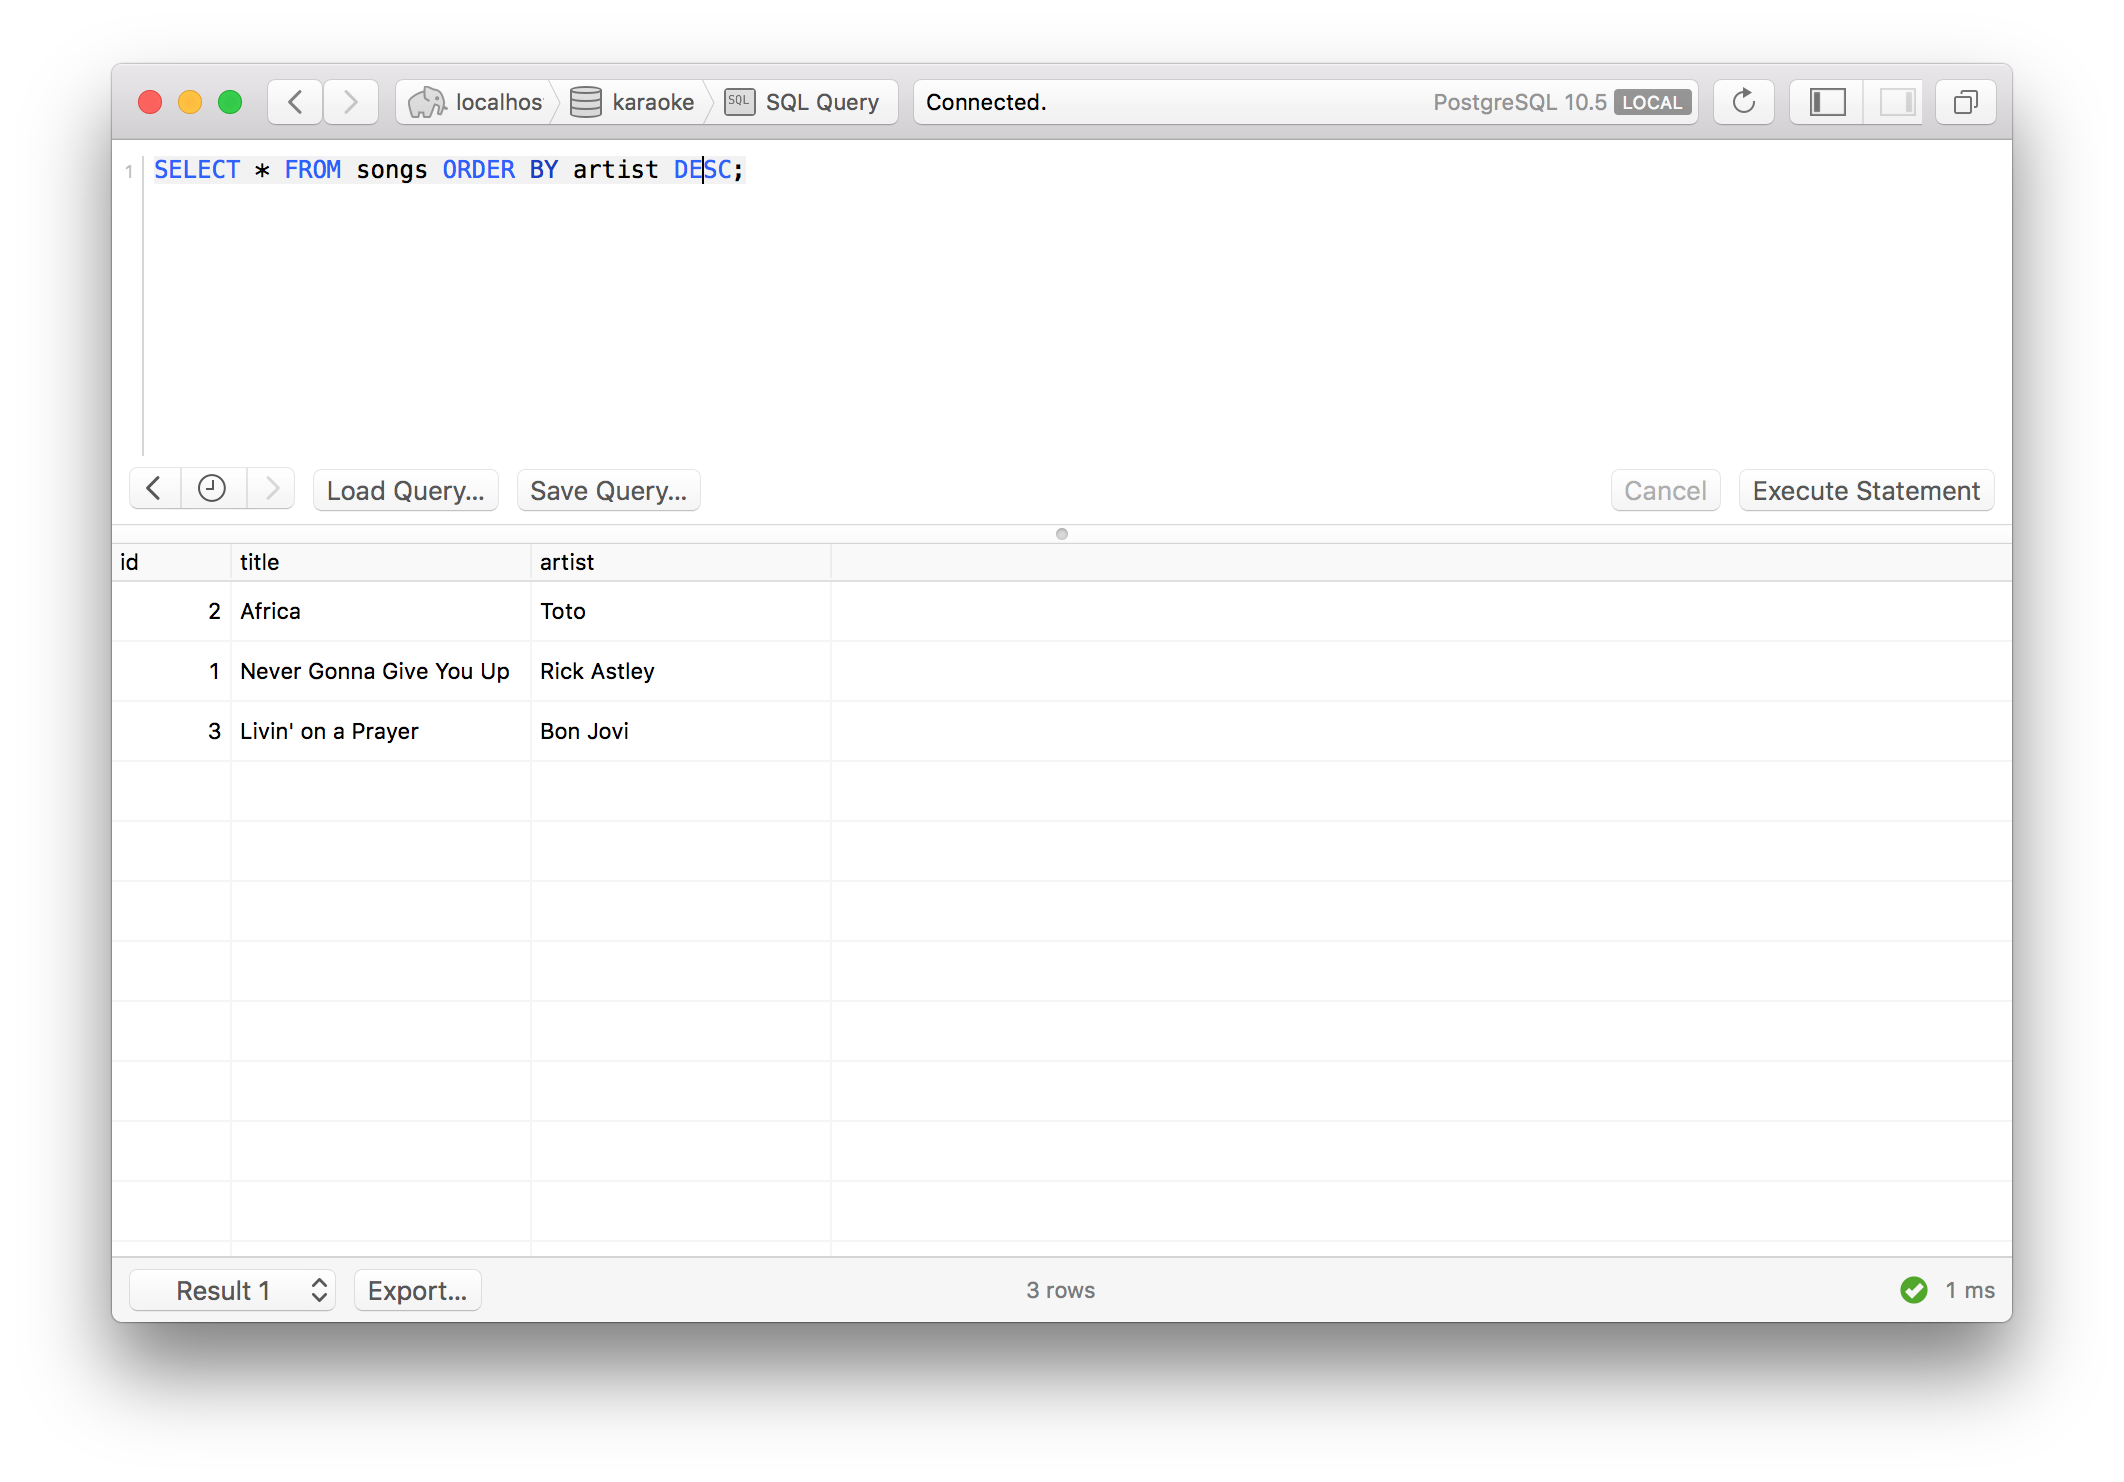 localhos karaoke SQL SQL Query Connected. PostgreSQL 10.5 LOCAL
1 SELECT * FROM songs ORDER BY artist DESC;
Load Query... Save Query... Cancel Execute Statement
id title artist
2 Africa Toto
1 Never Gonna Give You Up Rick Astley
3 Livin' on a Prayer Bon Jovi
Result 1 Export... 3 rows 1 ms